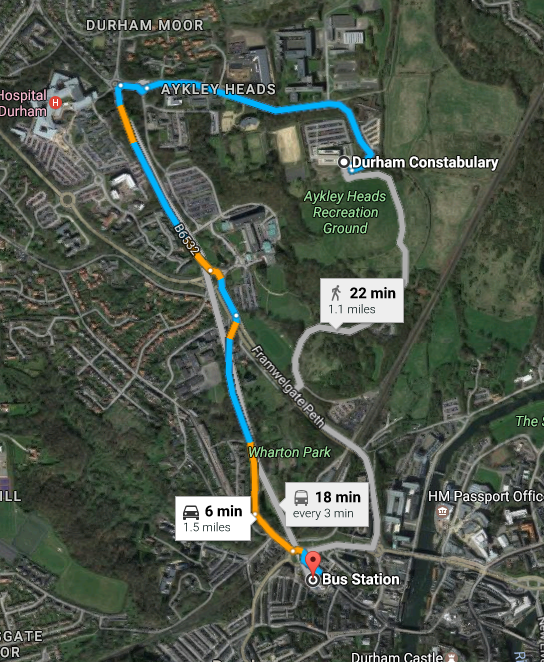 DURHAM MOOR
AYKLEY HEADS
Hospital
Durham
H
Durham Constabulary
Aykley Heads
Recreation
Ground
B6532
22 min
1.1 miles
Framwelgate Peth
The S
Wharton Park
ILL
6 min
1.5 miles
18 min
every 3 min
HM Passport Offic
Bus Station
GATE
OOR
Durham Castle